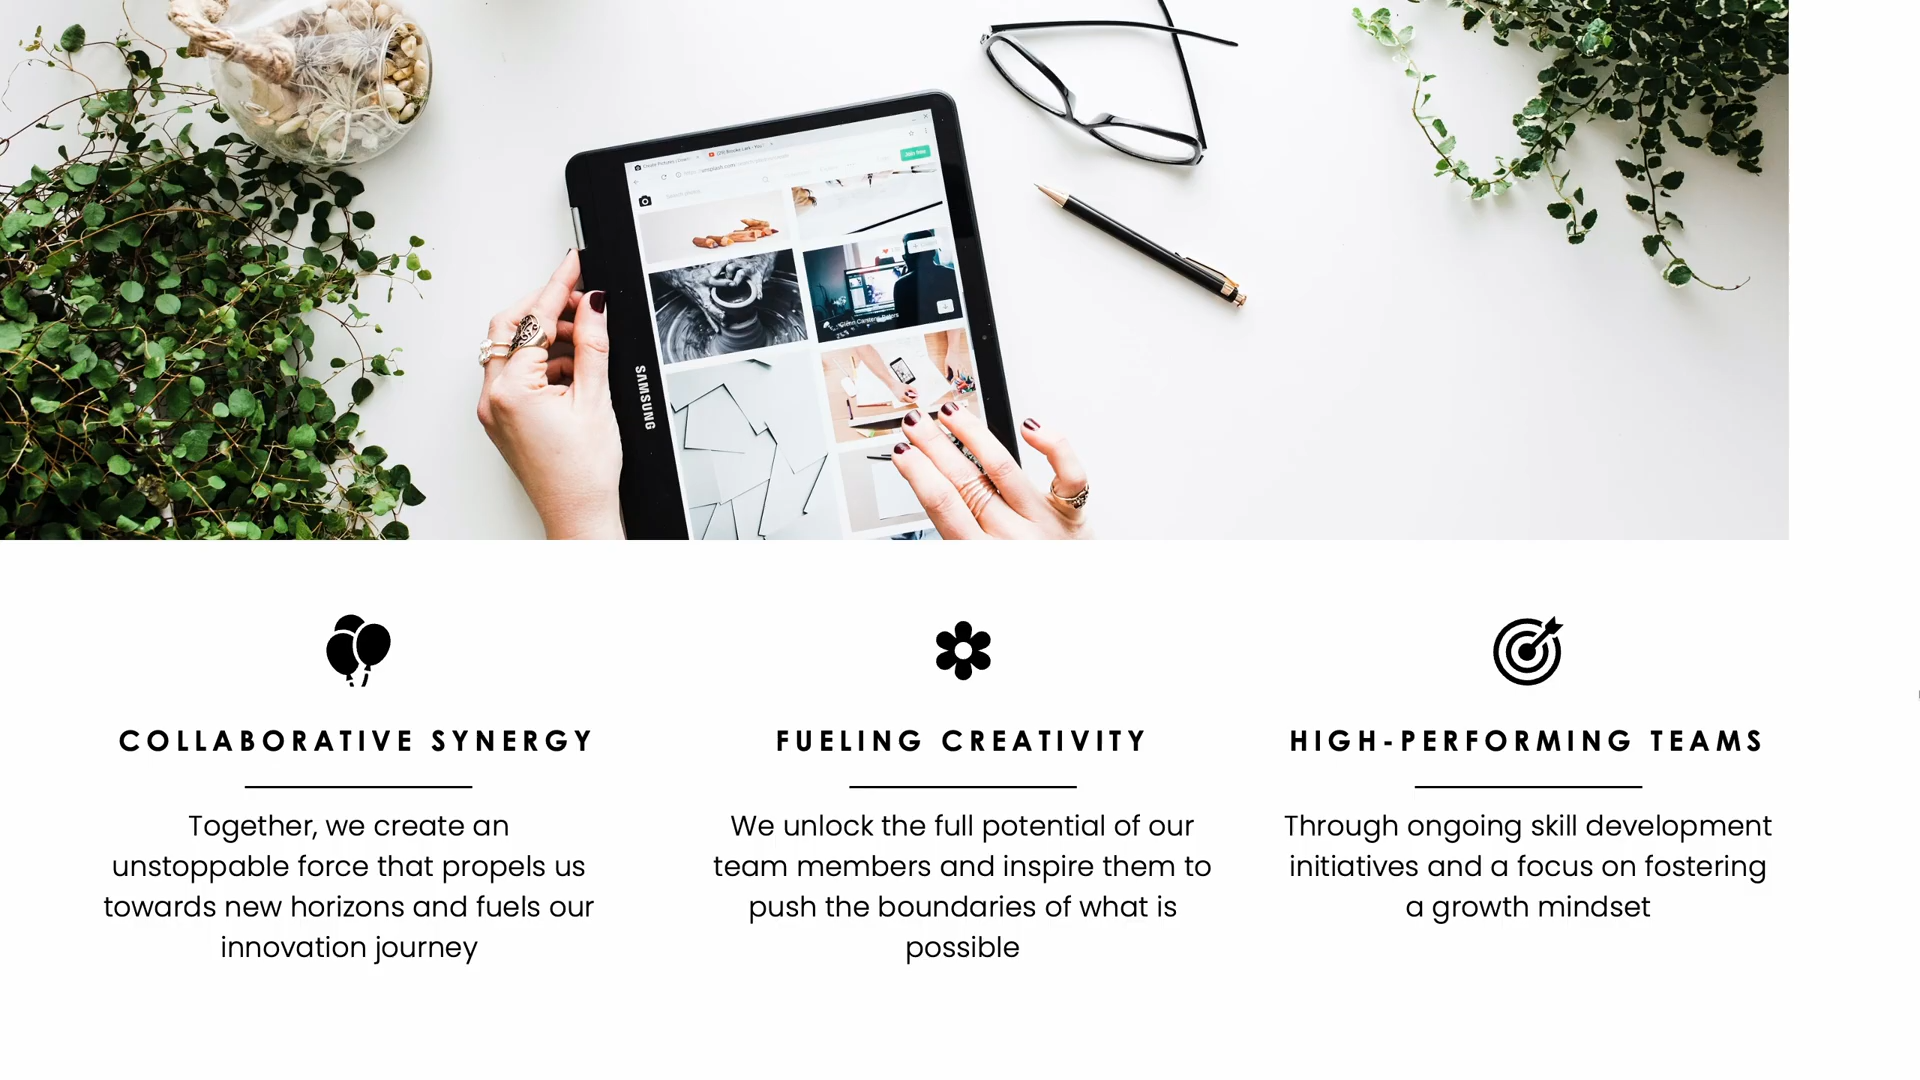 SAMSUNG
COLLABORATIVE SYNERGY
Together, we create an
unstoppable force that propels us
towards new horizons and fuels our
innovation journey
FUELING CREATIVITY
We unlock the full potential of our
team members and inspire them to
push the boundaries of what is
possible
HIGH-PERFORMING TEAMS
Through ongoing skill development
initiatives and a focus on fostering
a growth mindset